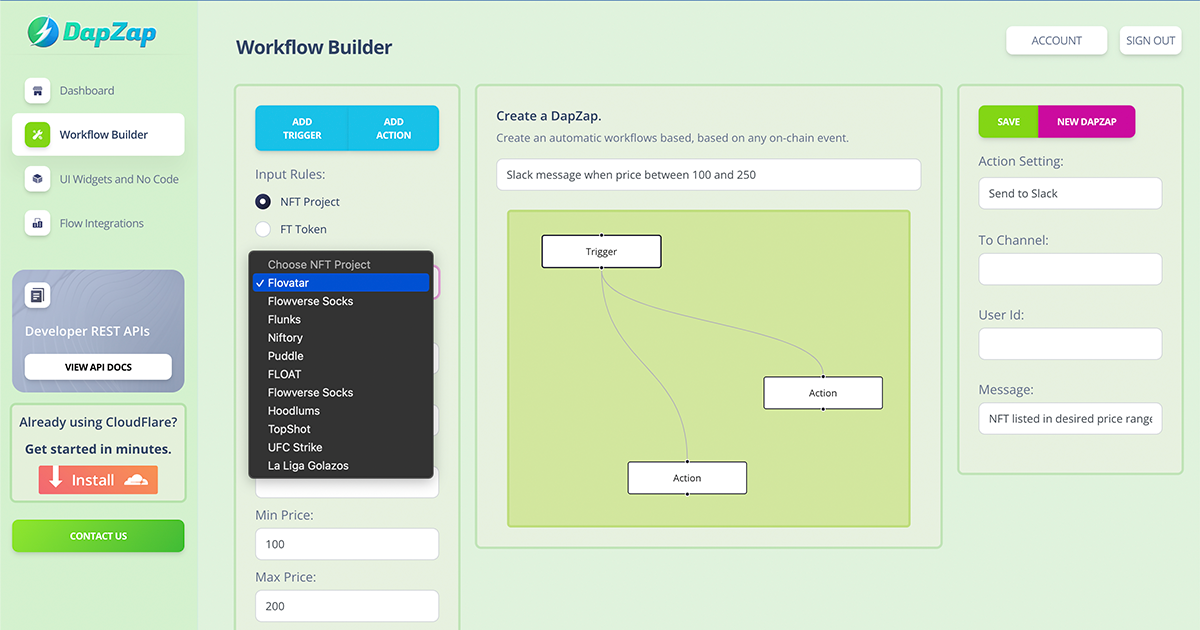 DapZap
Dashboard
Workflow Builder
UI Widgets and No Code
Flow Integrations
Developer REST APIs
VIEW API DOCS
Already using CloudFlare?
Get started in minutes.
Install
CONTACT US
Workflow Builder
ACCOUNT
SIGN OUT
ADD
TRIGGER
ADD
ACTION
Input Rules:
NFT Project
FT Token
Choose NFT Project
✓ Flovatar
Flowverse Socks
Flunks
Niftory
Puddle
FLOAT
Flowverse Socks
Hoodlums
TopShot
UFC Strike
La Liga Golazos
Min Price:
100
Max Price:
200
Create a DapZap.
Create an automatic workflows based, based on any on-chain event.
Slack message when price between 100 and 250
Trigger
Action
Action
SAVE
NEW DAPZAP
Action Setting:
Send to Slack
To Channel:
User Id:
Message:
NFT listed in desired price range